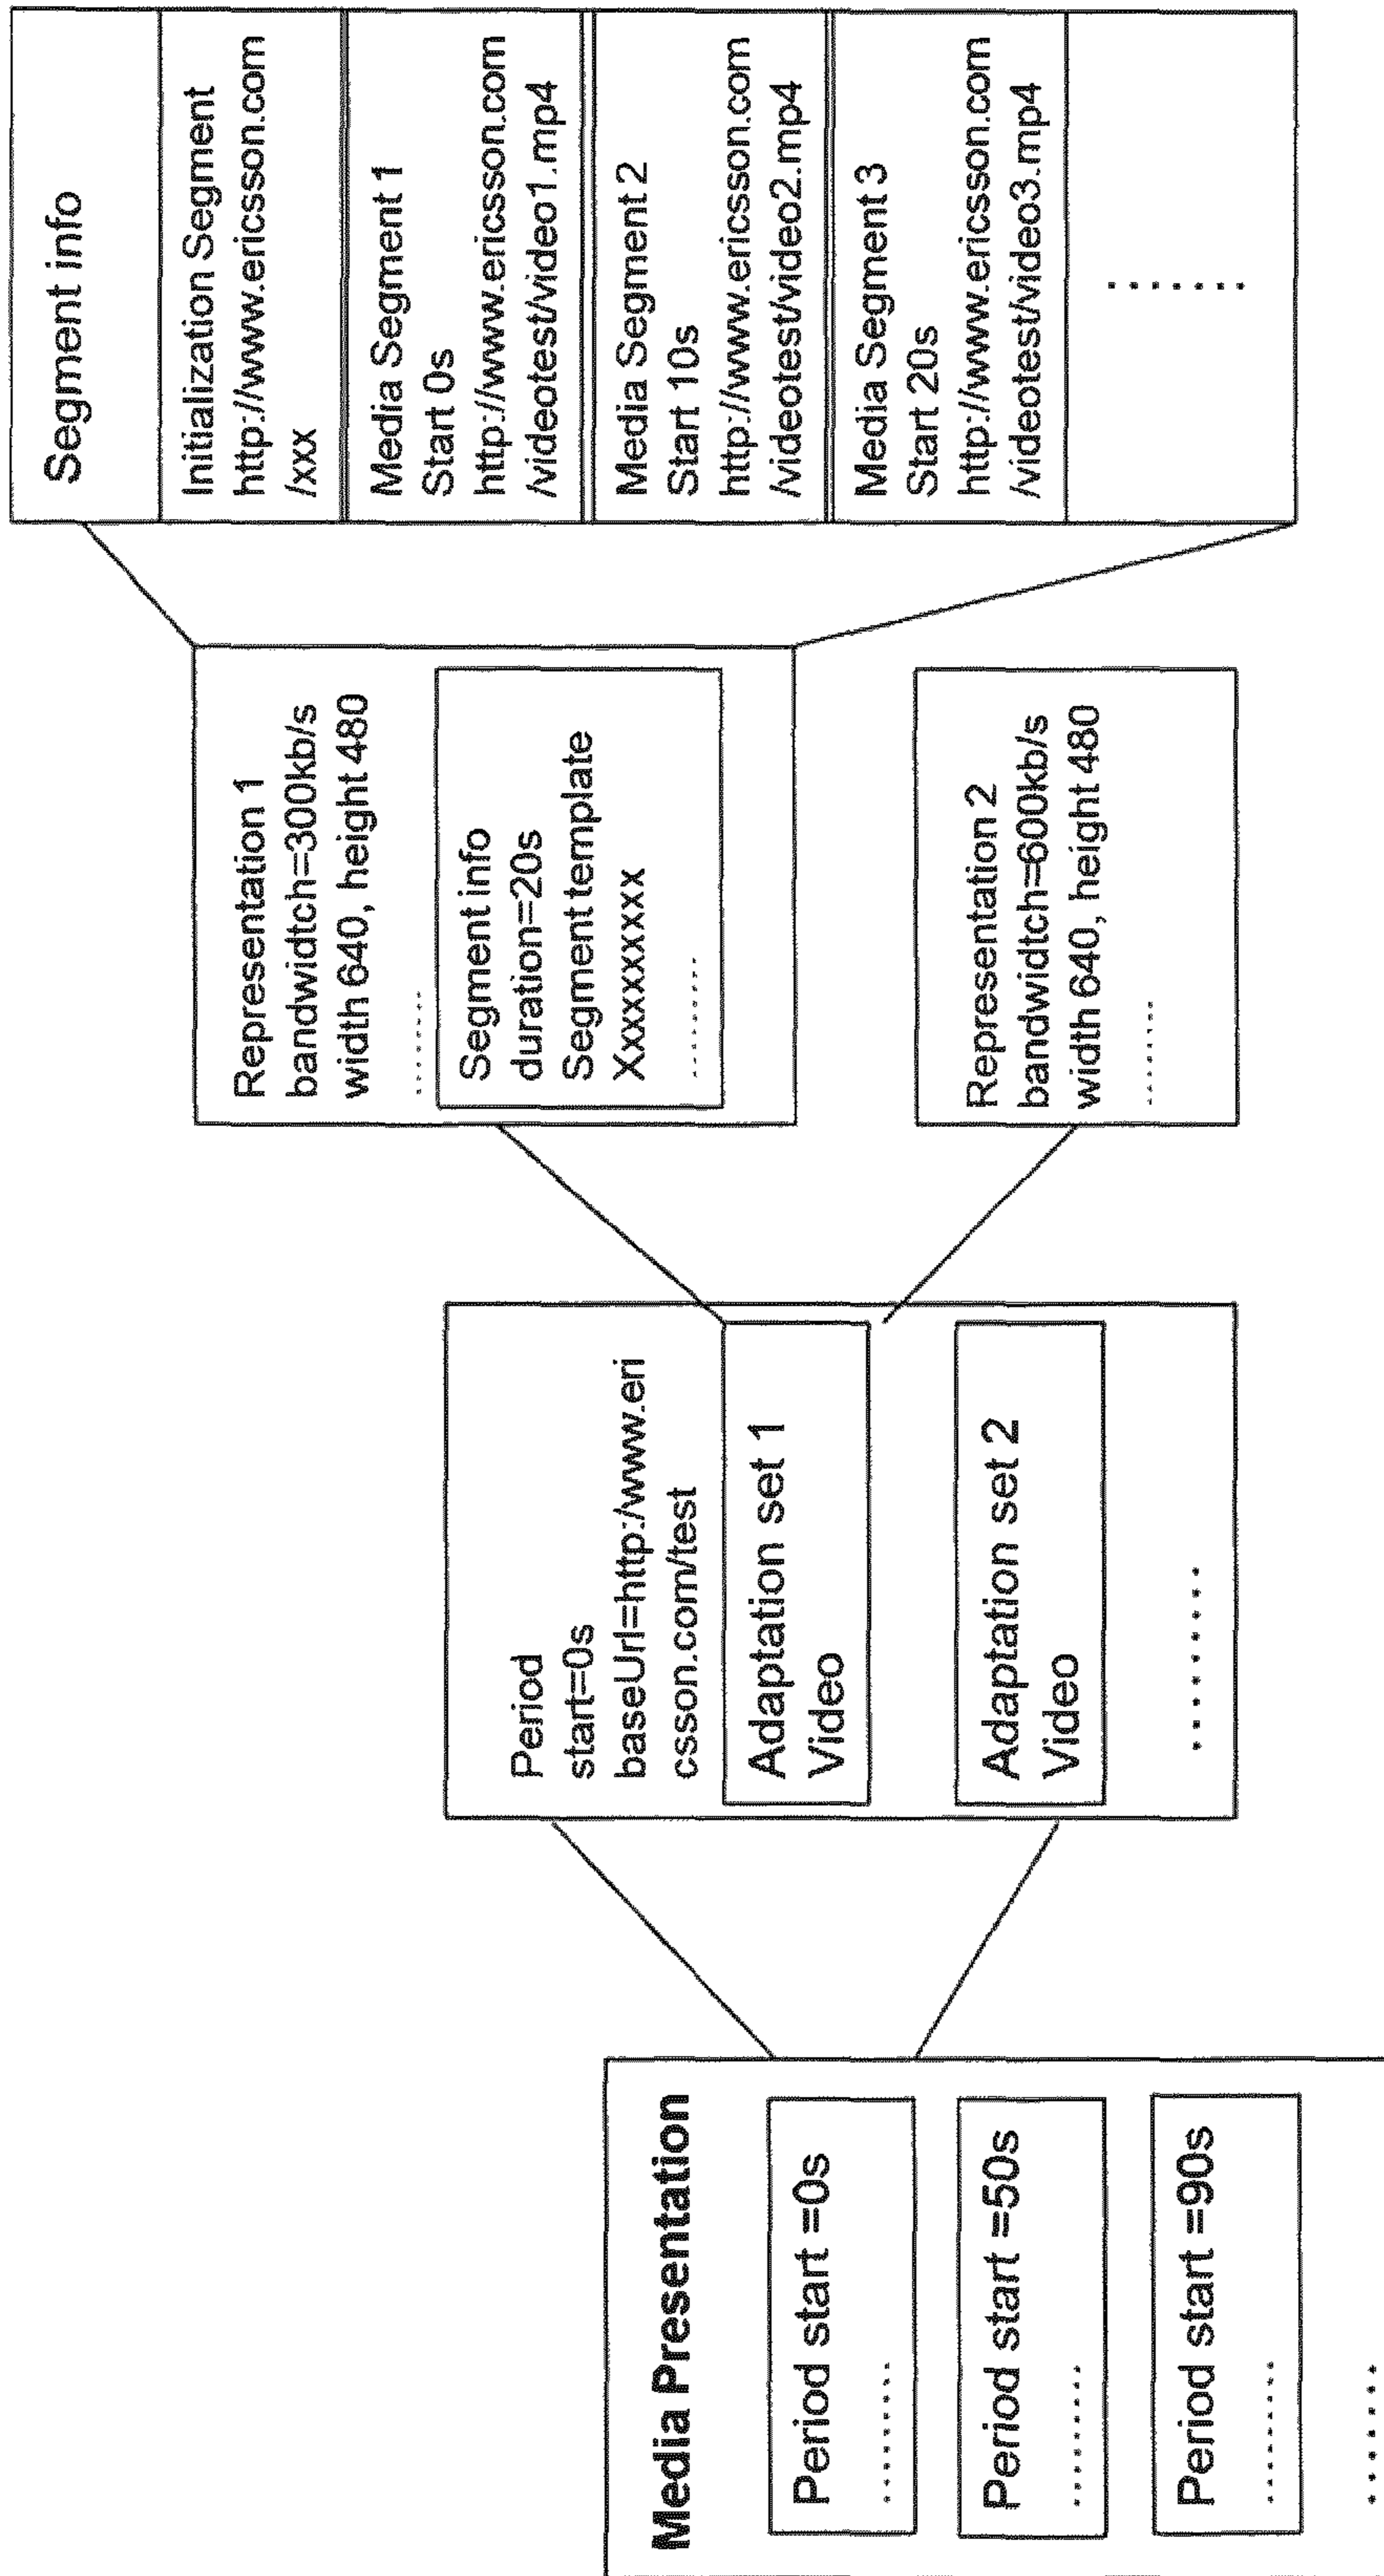 Media Presentation
Period start =0s
.........
Period start =50s
.........
Period start =90s
.........
.........
Period
start=0s
baseUrl=http:/www.eri
csson.com/test
Adaptation set 1
Video
Adaptation set 2
Video
.........
Representation 1
bandwidtch=300kb/s
width 640, height 480
.......
Segment info
duration=20s
Segment template
Xxxxxxxxx
.........
Representation 2
bandwidtch=600kb/s
width 640, height 480
.......
Segment info
Initialization Segment
http://www.ericsson.com
/xxx
Media Segment 1
Start 0s
http://www.ericsson.com
/videotest/video1.mp4
Media Segment 2
Start 10s
http://www.ericsson.com
/videotest/video2.mp4
Media Segment 3
Start 20s
http://www.ericsson.com
/videotest/video3.mp4
.......